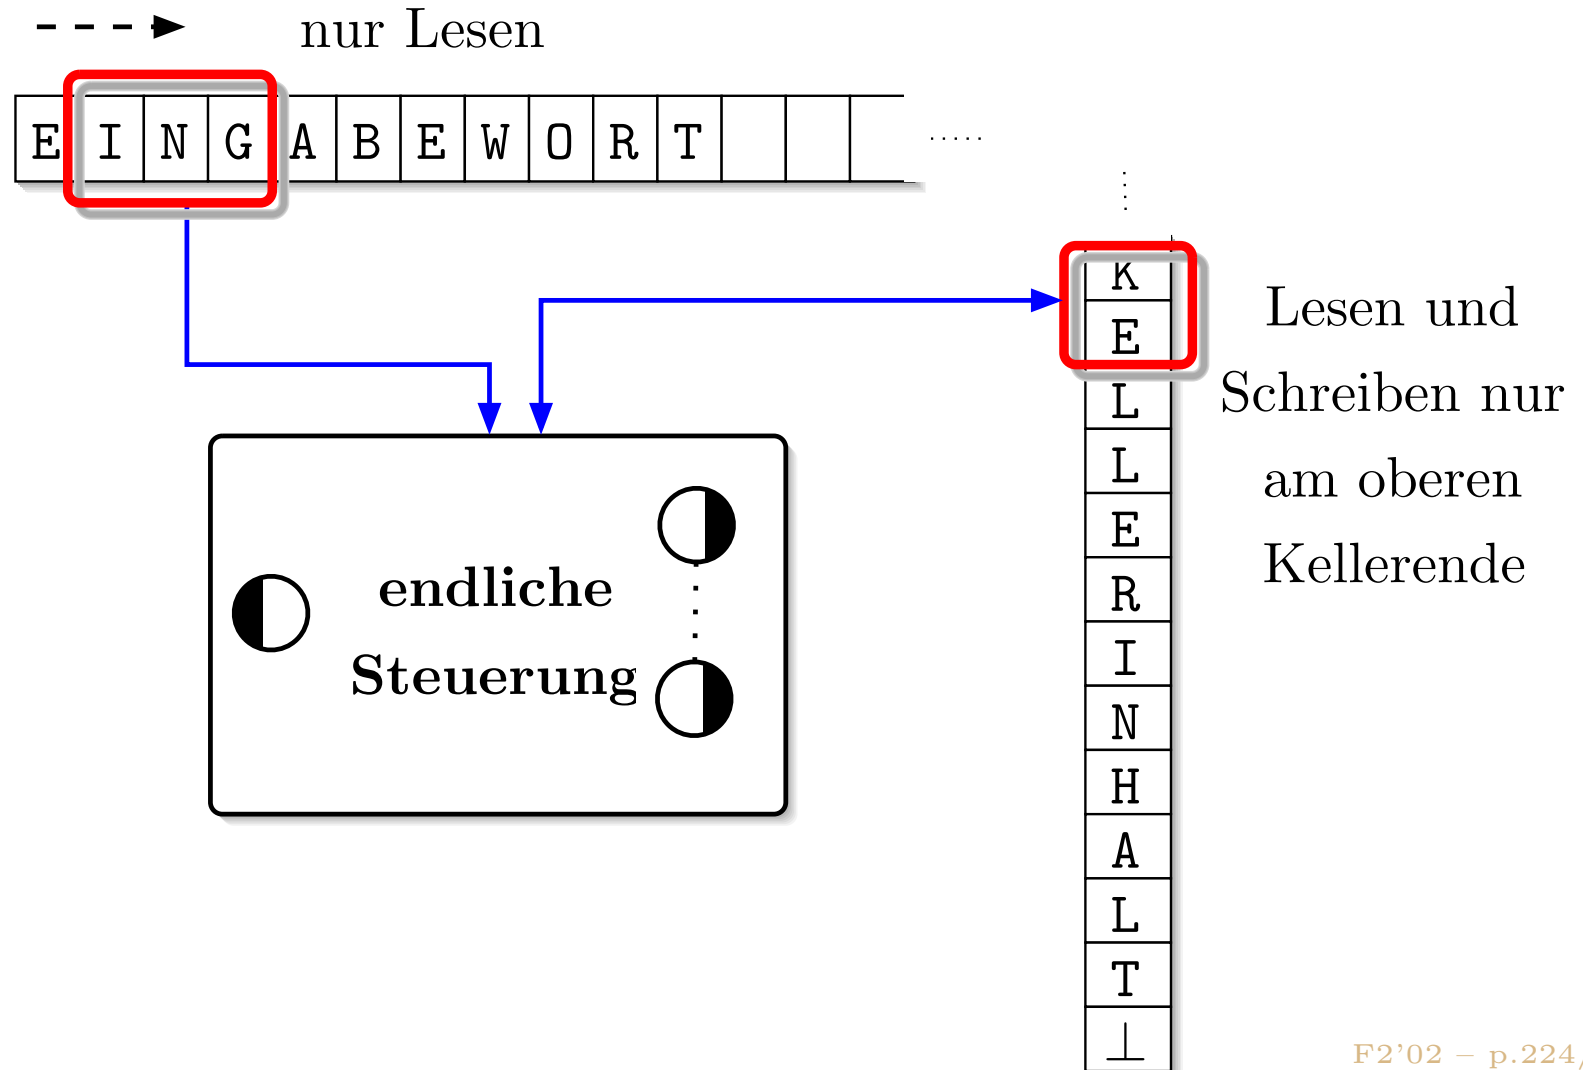 nur Lesen
EINGABEWORT
.....
K
E
L
L
E
R
I
N
H
A
L
T
⊥
Lesen und
Schreiben nur
am oberen
Kellerende
endliche
Steuerung
F2'02 – p.224/